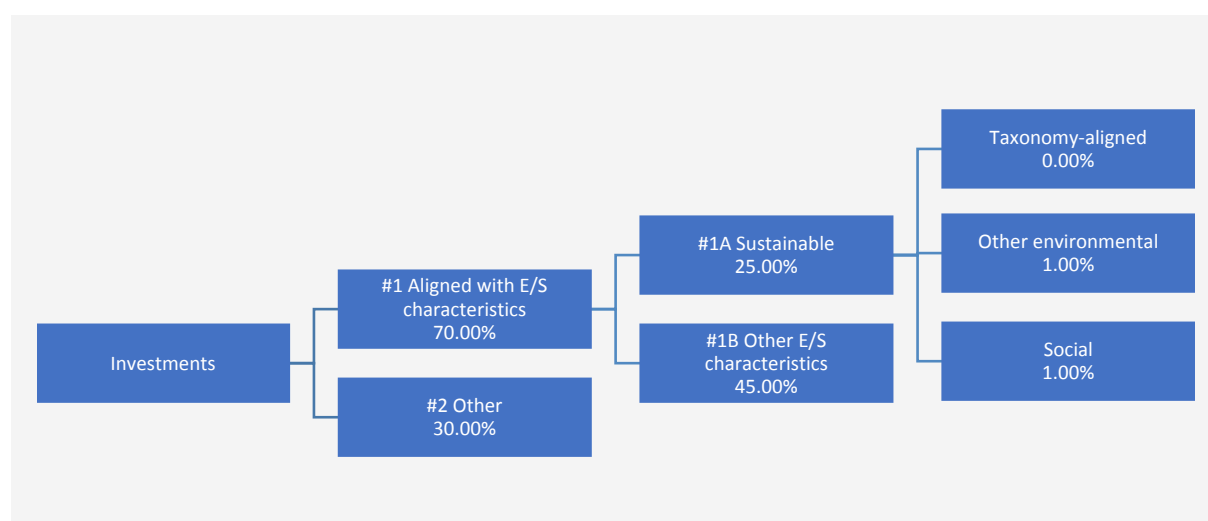 Investments
#1 Aligned with E/S
characteristics
70.00%
#2 Other
30.00%
#1A Sustainable
25.00%
#1B Other E/S
characteristics
45.00%
Taxonomy-aligned
0.00%
Other environmental
1.00%
Social
1.00%